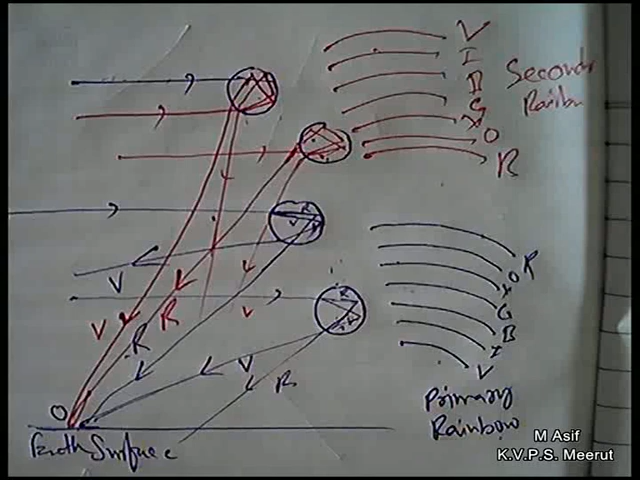 V
I
B
G
Y
O
R
Second
Rainbow
V
V
R
R
V
V
R
R
O
Y
G
B
I
V
Primary
Rainbow
O
Earth Surface
M Asif
K.V.P.S. Meerut